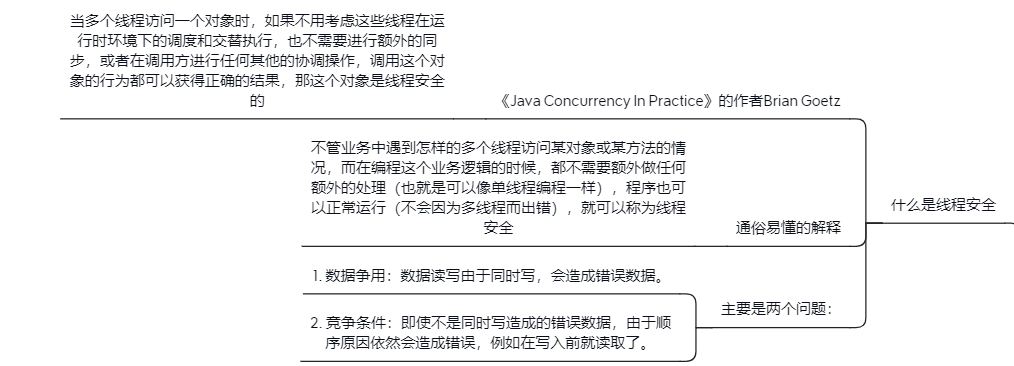 当多个线程访问一个对象时，如果不用考虑这些线程在运
行时环境下的调度和交替执行，也不需要进行额外的同
步，或者在调用方进行任何其他的协调操作，调用这个对
象的行为都可以获得正确的结果，那这个对象是线程安全
的
《Java Concurrency In Practice》的作者Brian Goetz
不管业务中遇到怎样的多个线程访问某对象或某方法的情
况，而在编程这个业务逻辑的时候，都不需要额外做任何
额外的处理（也就是可以像单线程编程一样），程序也可
以正常运行（不会因为多线程而出错），就可以称为线程
安全
通俗易懂的解释
什么是线程安全
1. 数据争用：数据读写由于同时写，会造成错误数据。
主要是两个问题：
2. 竞争条件：即使不是同时写造成的错误数据，由于顺
序原因依然会造成错误，例如在写入前就读取了。